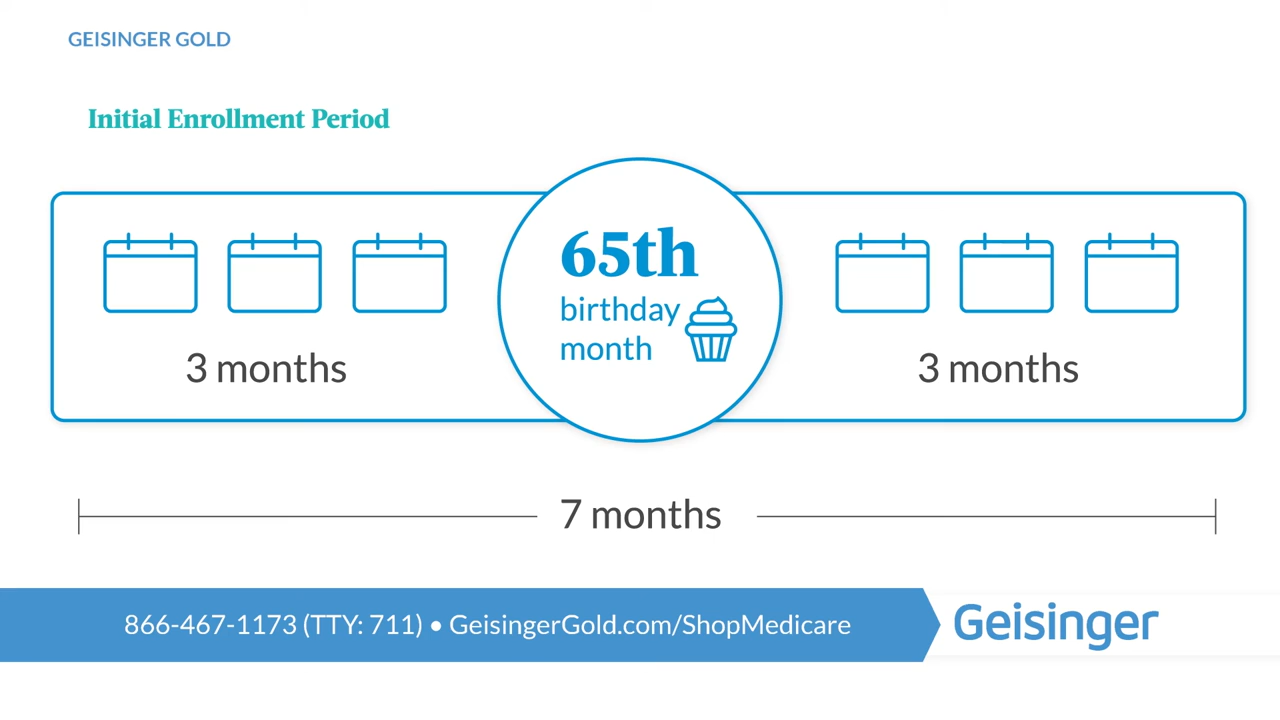 GEISINGER GOLD
Initial Enrollment Period
65th
birthday
month
3 months
3 months
7 months
866-467-1173 (TTY: 711) • GeisingerGold.com/ShopMedicare
Geisinger